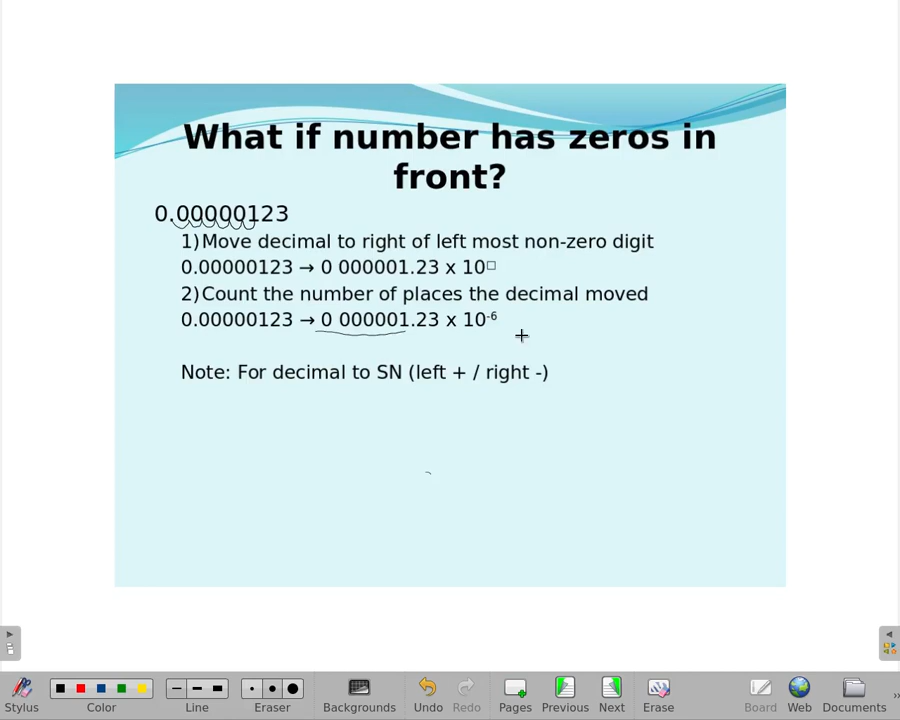 What if number has zeros in
front?
0.00000123
1)Move decimal to right of left most non-zero digit
0.00000123 → 0 000001.23 x 10□
2)Count the number of places the decimal moved
0.00000123 → 0 000001.23 x 10⁻⁶
Note: For decimal to SN (left + / right -)
Stylus Color Line Eraser Backgrounds Undo Redo Pages Previous Next Erase Board Web Documents